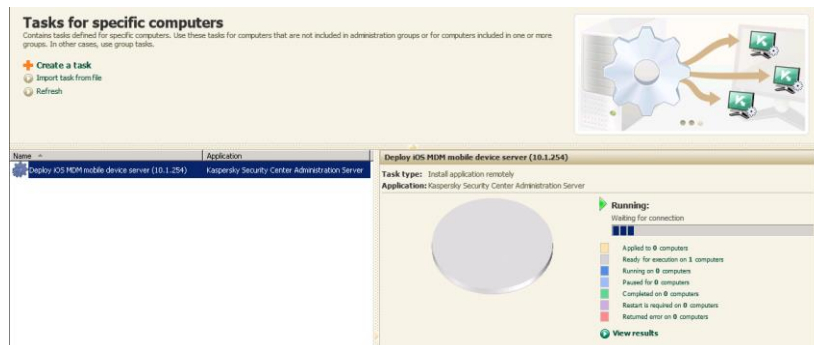 Tasks for specific computers
Contains tasks defined for specific computers. Use these tasks for computers that are not included in administration groups or for computers included in one or more
groups. In other cases, use group tasks.
Create a task
Import task from file
Refresh
Name
Application
Deploy iOS MDM mobile device server (10.1.254)
Kaspersky Security Center Administration Server
Deploy iOS MDM mobile device server (10.1.254)
Task type: Install application remotely
Application: Kaspersky Security Center Administration Server
Running:
Waiting for connection
Applied to 0 computers
Ready for execution on 1 computers
Running on 0 computers
Paused for 0 computers
Completed on 0 computers
Restart is required on 0 computers
Returned error on 0 computers
View results